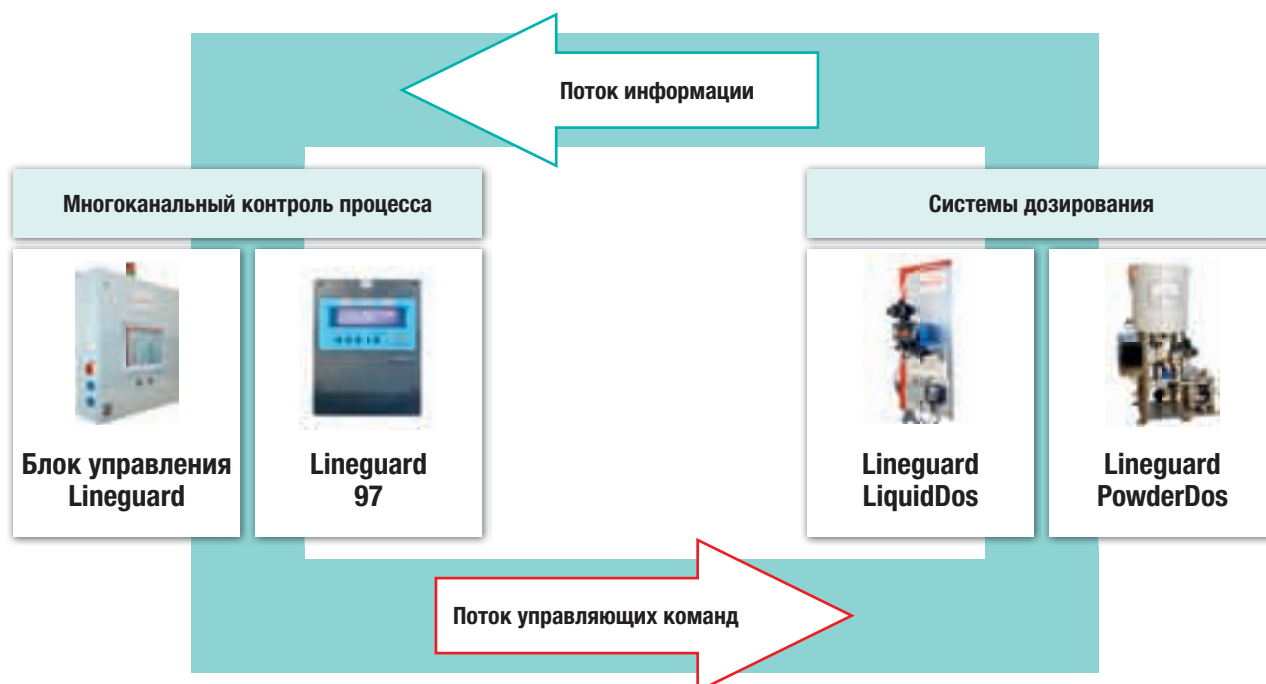 Поток информации
Многоканальный контроль процесса
Системы дозирования
Блок управления
Lineguard
Lineguard
97
Lineguard
LiquidDos
Lineguard
PowderDos
Поток управляющих команд